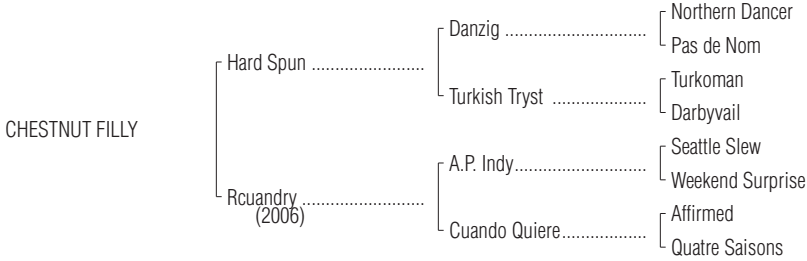 Northern Dancer
Danzig ..............................
Pas de Nom
Hard Spun ........................
Turkoman
Turkish Tryst ....................
Darbyvail
CHESTNUT FILLY
Seattle Slew
A.P. Indy............................
Weekend Surprise
Rcuandry ..........................
(2006)
Affirmed
Cuando Quiere..................
Quatre Saisons